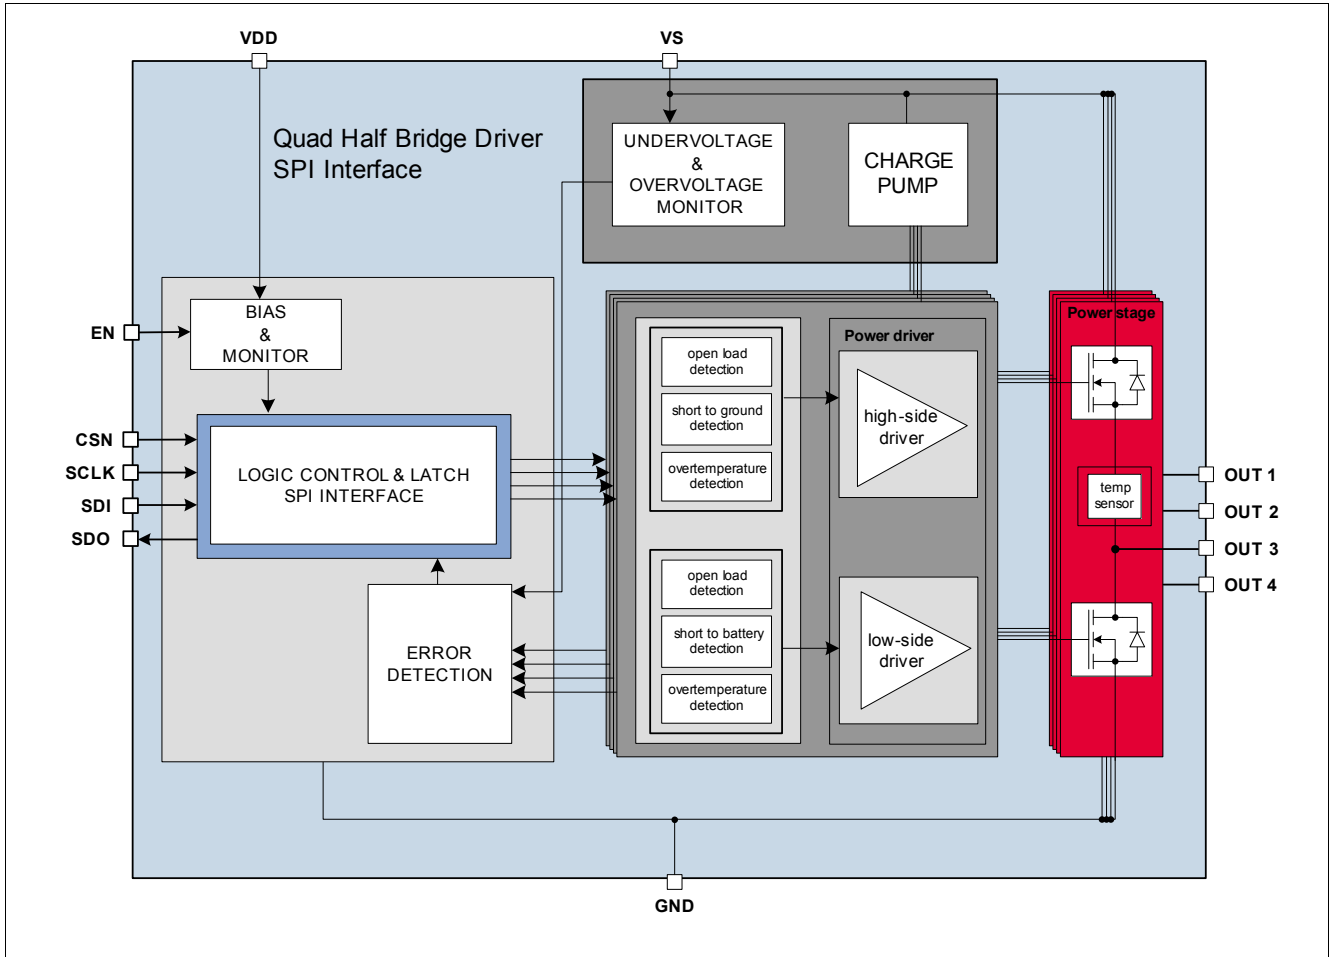 VDD
VS
Quad Half Bridge Driver
SPI Interface
UNDERVOLTAGE
&
OVERVOLTAGE
MONITOR
CHARGE
PUMP
EN
BIAS
&
MONITOR
CSN
SCLK
SDI
SDO
LOGIC CONTROL & LATCH
SPI INTERFACE
ERROR
DETECTION
open load
detection
short to ground
detection
overtemperature
detection
open load
detection
short to battery
detection
overtemperature
detection
Power driver
high-side
driver
low-side
driver
Power stage
temp
sensor
OUT 1
OUT 2
OUT 3
OUT 4
GND